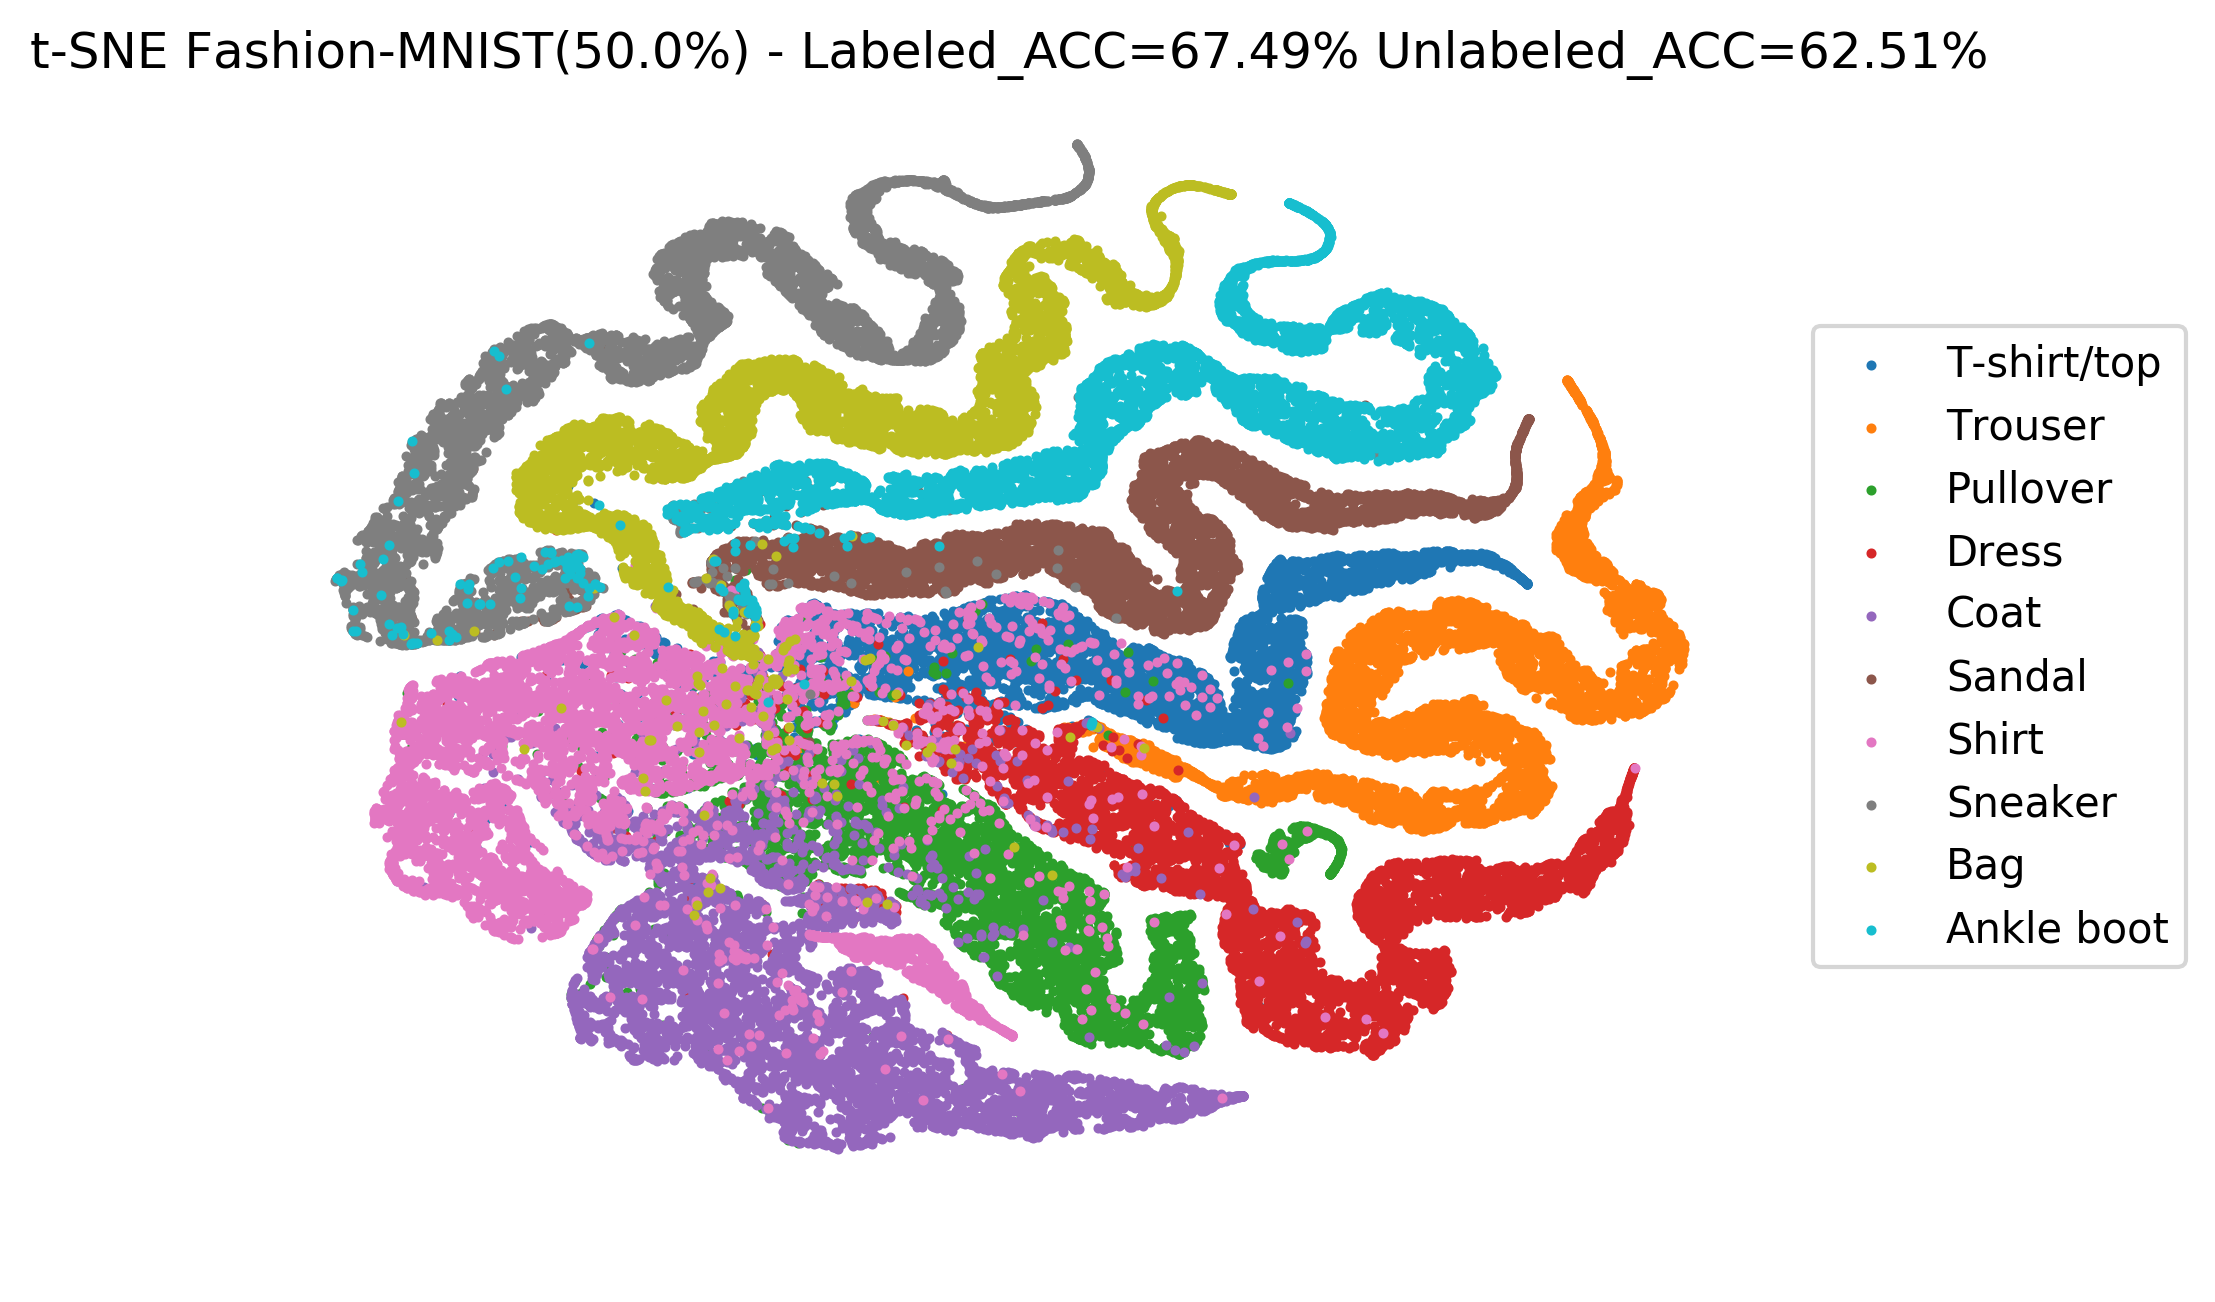 t-SNE Fashion-MNIST(50.0%) - Labeled_ACC=67.49% Unlabeled_ACC=62.51%
T-shirt/top
Trouser
Pullover
Dress
Coat
Sandal
Shirt
Sneaker
Bag
Ankle boot